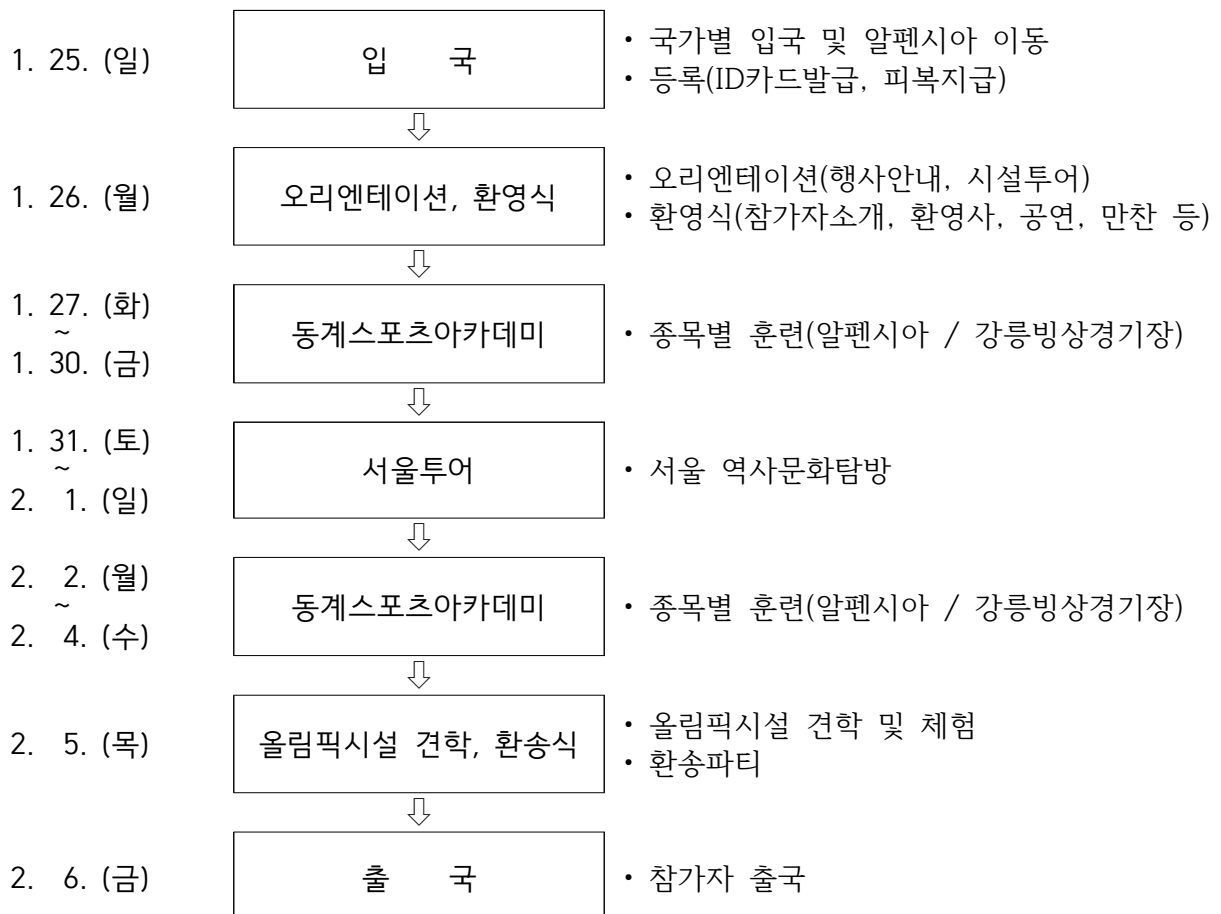 1. 25. (일)
입 국
• 국가별 입국 및 알펜시아 이동
• 등록(ID카드발급, 피복지급)
⇩
1. 26. (월)
오리엔테이션, 환영식
• 오리엔테이션(행사안내, 시설투어)
• 환영식(참가자소개, 환영사, 공연, 만찬 등)
⇩
1. 27. (화)
~
1. 30. (금)
동계스포츠아카데미
• 종목별 훈련(알펜시아 / 강릉빙상경기장)
⇩
1. 31. (토)
~
2. 1. (일)
서울투어
• 서울 역사문화탐방
⇩
2. 2. (월)
~
2. 4. (수)
동계스포츠아카데미
• 종목별 훈련(알펜시아 / 강릉빙상경기장)
⇩
2. 5. (목)
올림픽시설 견학, 환송식
• 올림픽시설 견학 및 체험
• 환송파티
⇩
2. 6. (금)
출 국
• 참가자 출국